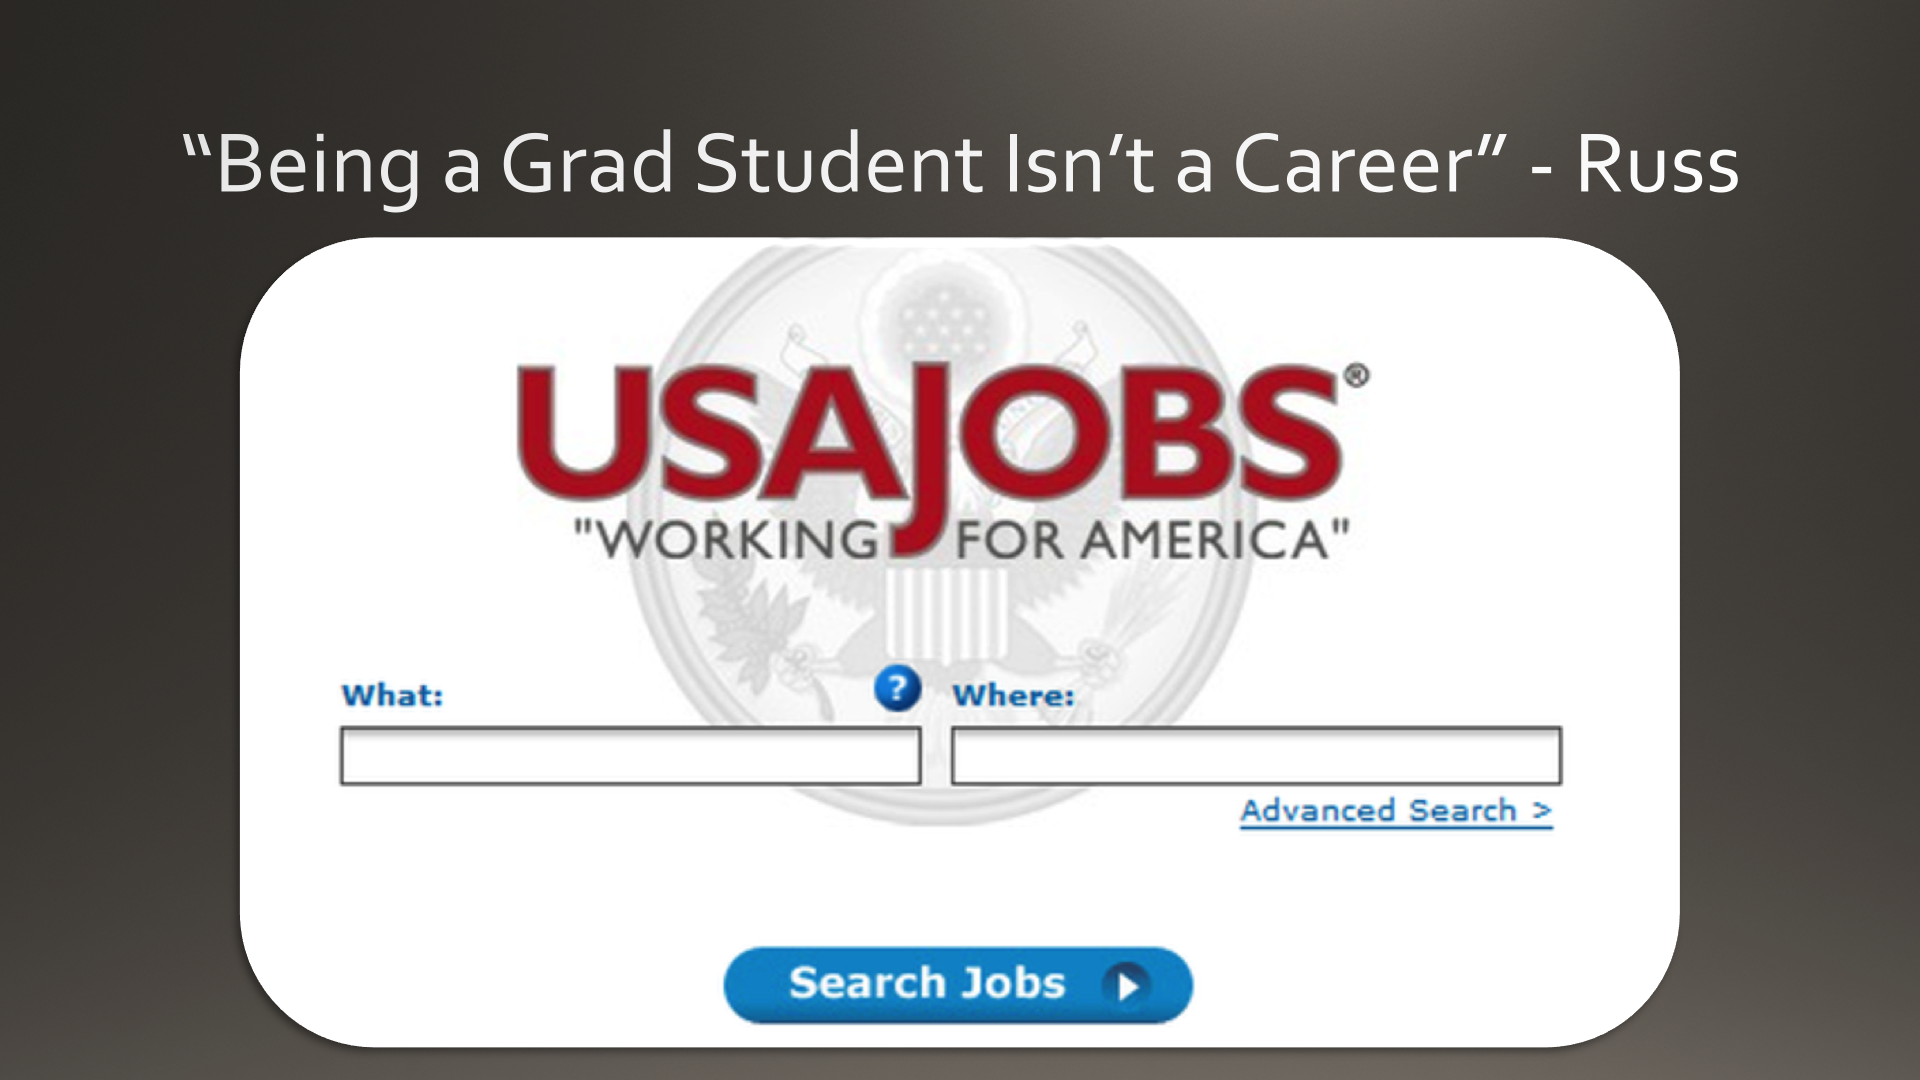 “Being a Grad Student Isn’t a Career” - Russ
USAJOBS®
"WORKING FOR AMERICA"
What: ? Where:
Advanced Search >
Search Jobs